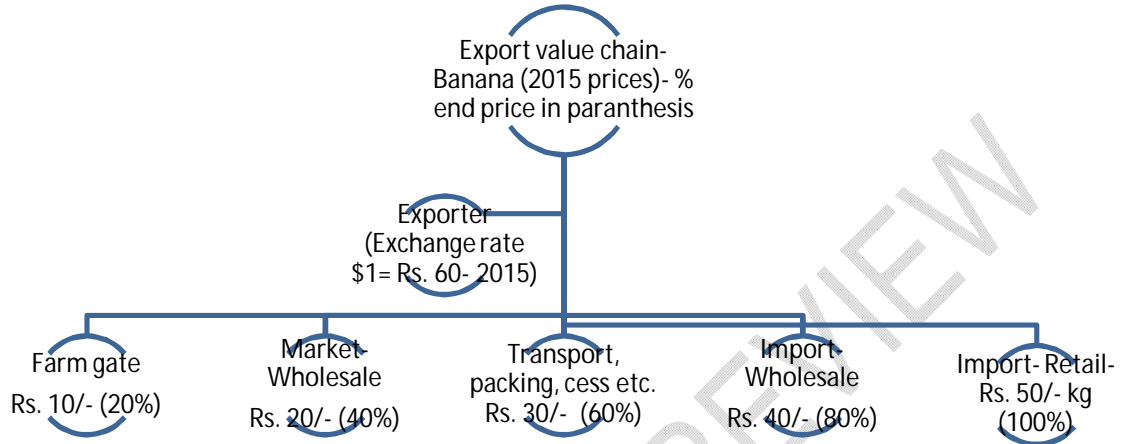 Export value chain-
Banana (2015 prices)- %
end price in paranthesis
Exporter
(Exchange rate
$1= Rs. 60- 2015)
Farm gate
Rs. 10/- (20%)
Market-
Wholesale
Rs. 20/- (40%)
Transport,
packing, cess etc.
Rs. 30/- (60%)
Import-
Wholesale
Rs. 40/- (80%)
Import- Retail-
Rs. 50/- kg
(100%)
REVIEW